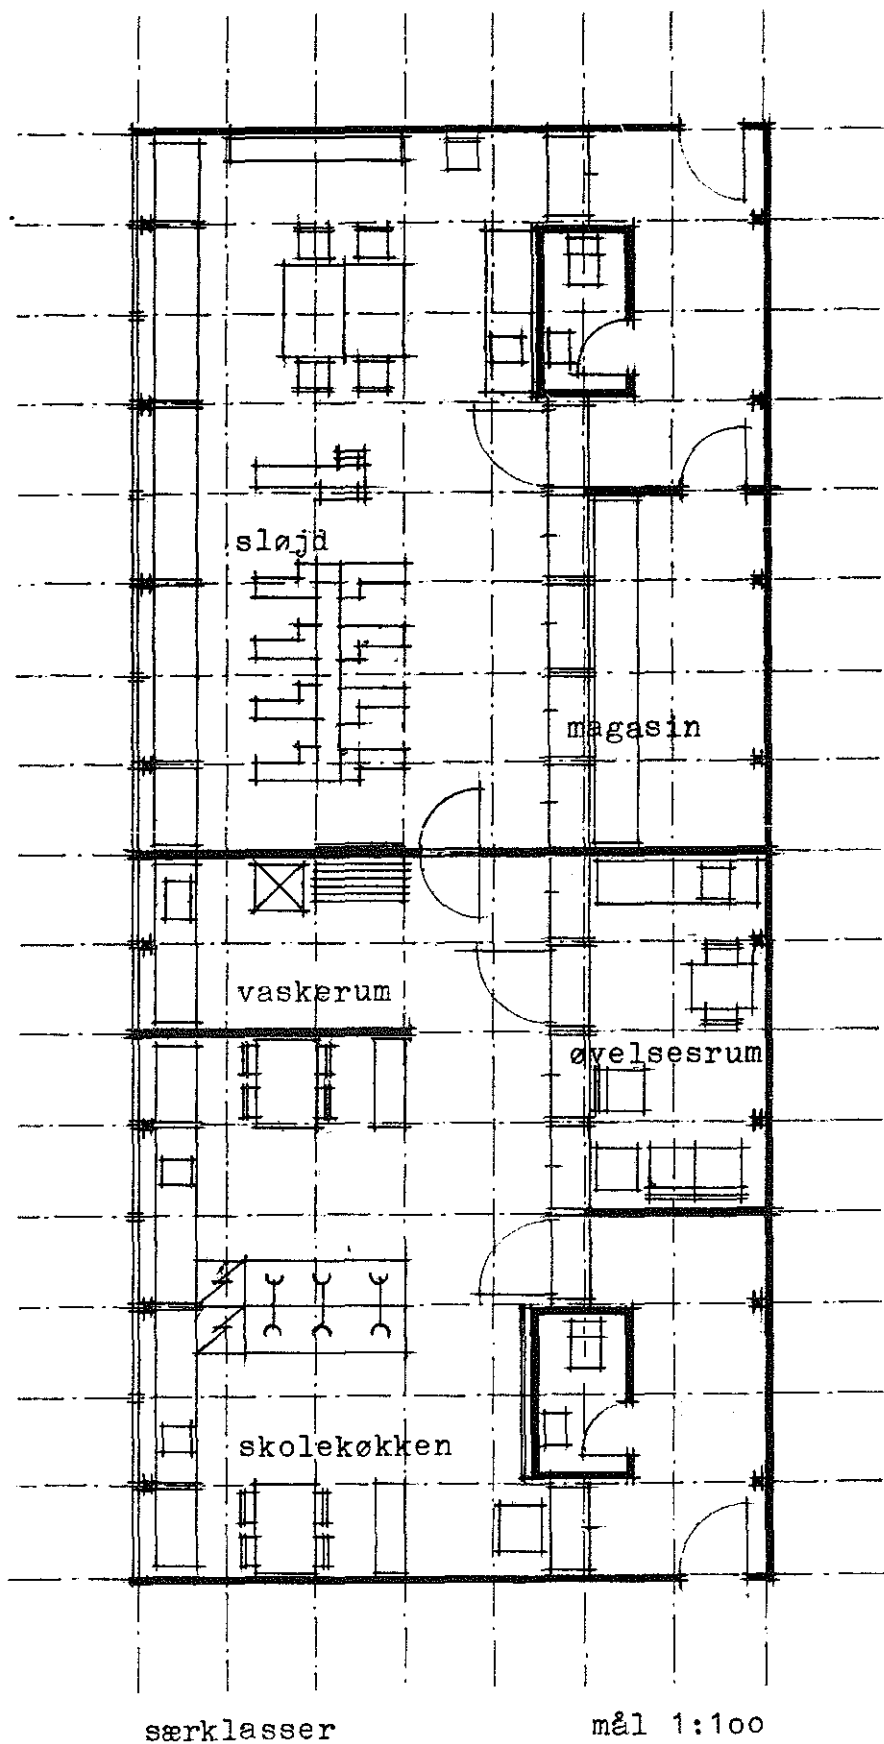 sløjd
magasin
vaskerum
øvelsesrum
skolekøkken
særklasser
mål 1:1oo